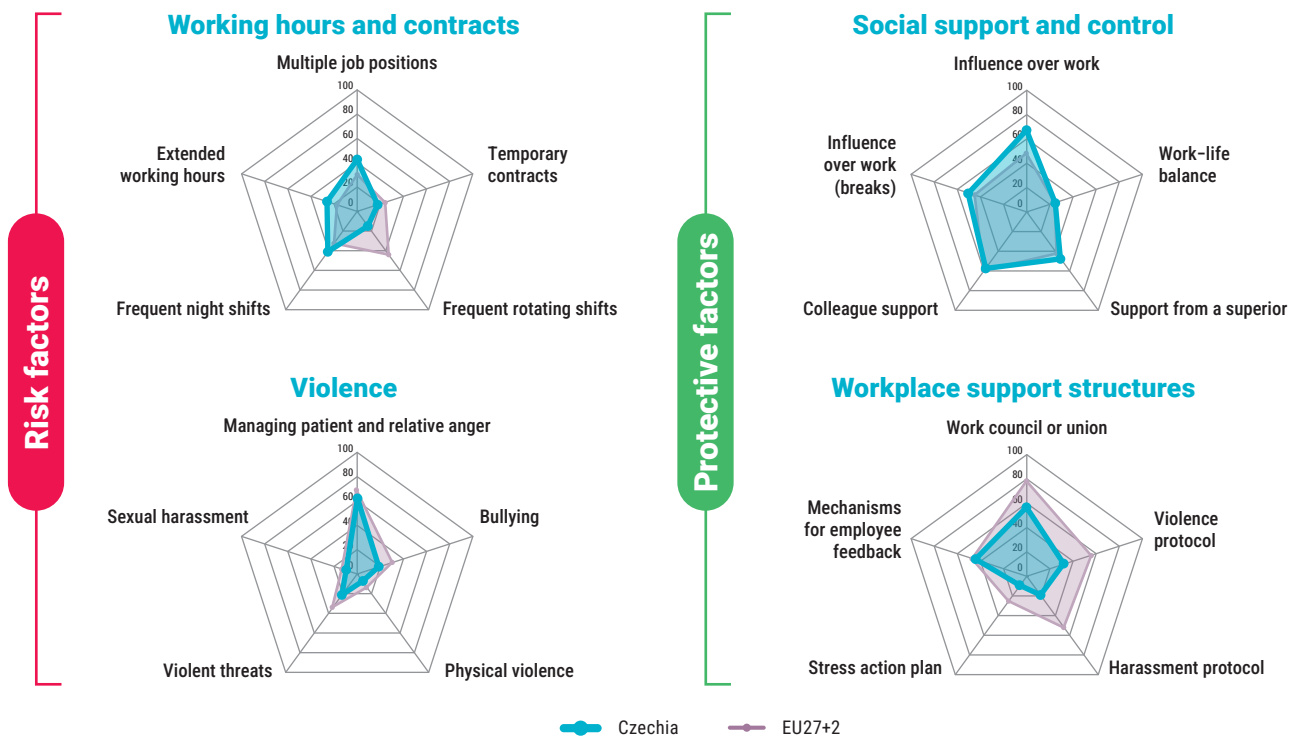 Risk factors
Working hours and contracts
Multiple job positions
100
80
60
40
20
0
Extended
working hours
Temporary
contracts
Frequent night shifts
Frequent rotating shifts
Violence
Managing patient and relative anger
100
80
60
Sexual harassment
Bullying
Violent threats
Physical violence
Protective factors
Social support and control
Influence over work
100
80
60
40
20
0
Influence
over work
(breaks)
Work–life
balance
Colleague support
Support from a superior
Workplace support structures
Work council or union
100
80
60
40
20
0
Mechanisms
for employee
feedback
Violence
protocol
Stress action plan
Harassment protocol
Czechia
EU27+2